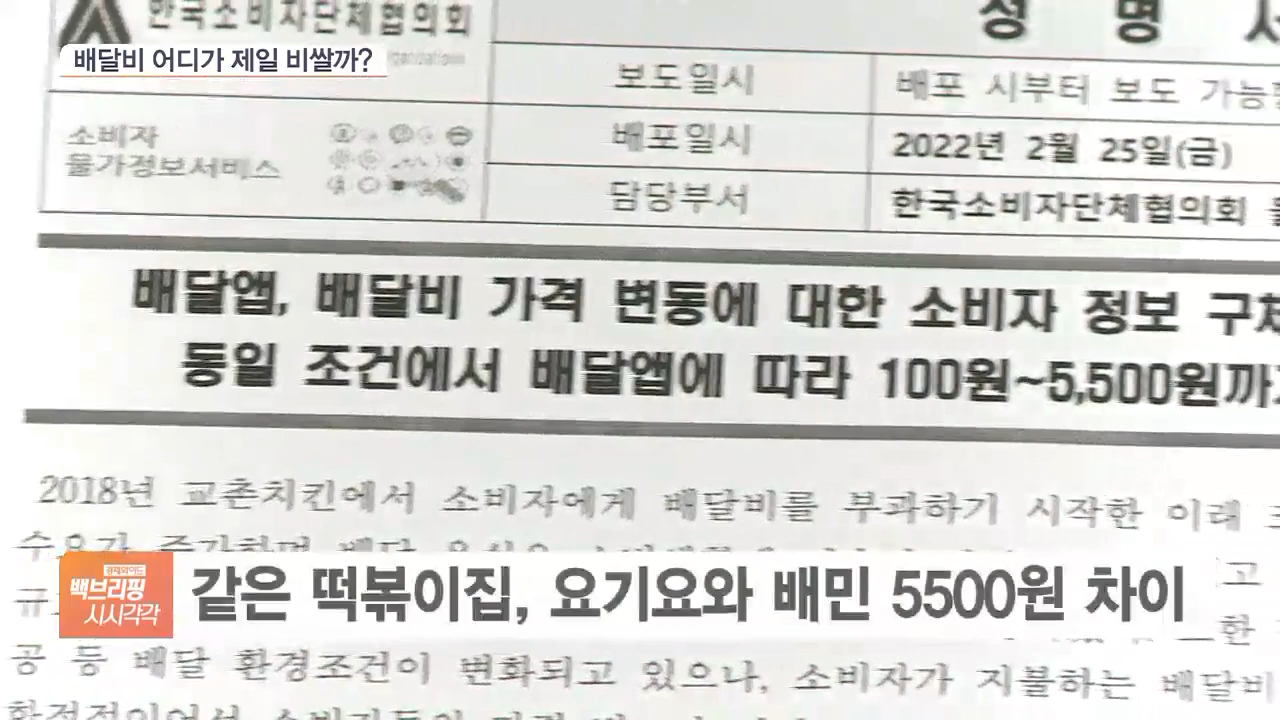 한국소비자단체협의회
배달비 어디가 제일 비쌀까?
성 명
보도일시
배포 시부터 보도
소비자
물가정보서비스
배포일시
2022년 2월 25일(금)
담당부서
한국소비자단체협의회
배달앱, 배달비 가격 변동에 대한 소비자 정보
동일 조건에서 배달앱에 따라 100원~5,500원까지
2018년 교촌치킨에서 소비자에게 배달비를 부과하기 시작한 이래
경제와이드
백브리핑
시시각각
같은 떡볶이집, 요기요와 배민 5500원 차이
공 등 배달 환경조건이 변화되고 있으나, 소비자가 지불하는 배달비